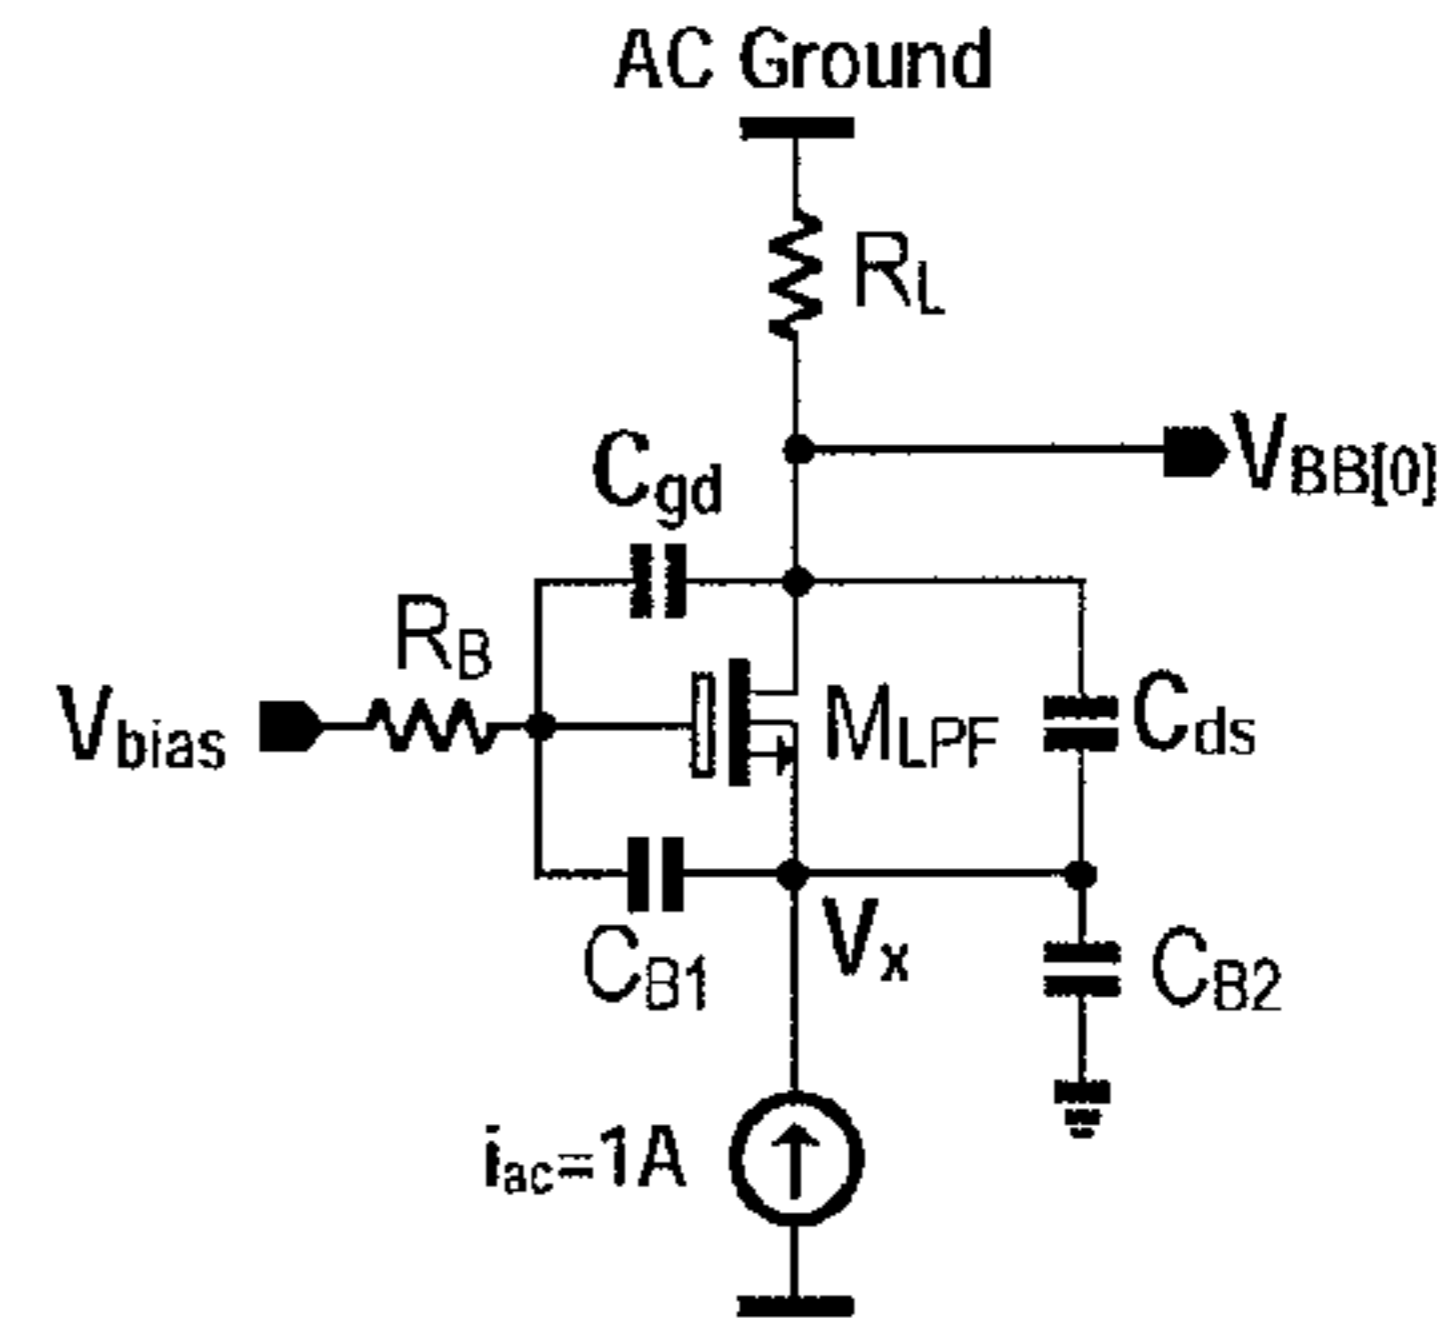 AC Ground
RL
VBB[0]
Cgd
RB
Vbias
MLPF
Cds
CB1
Vx
CB2
iac=1A